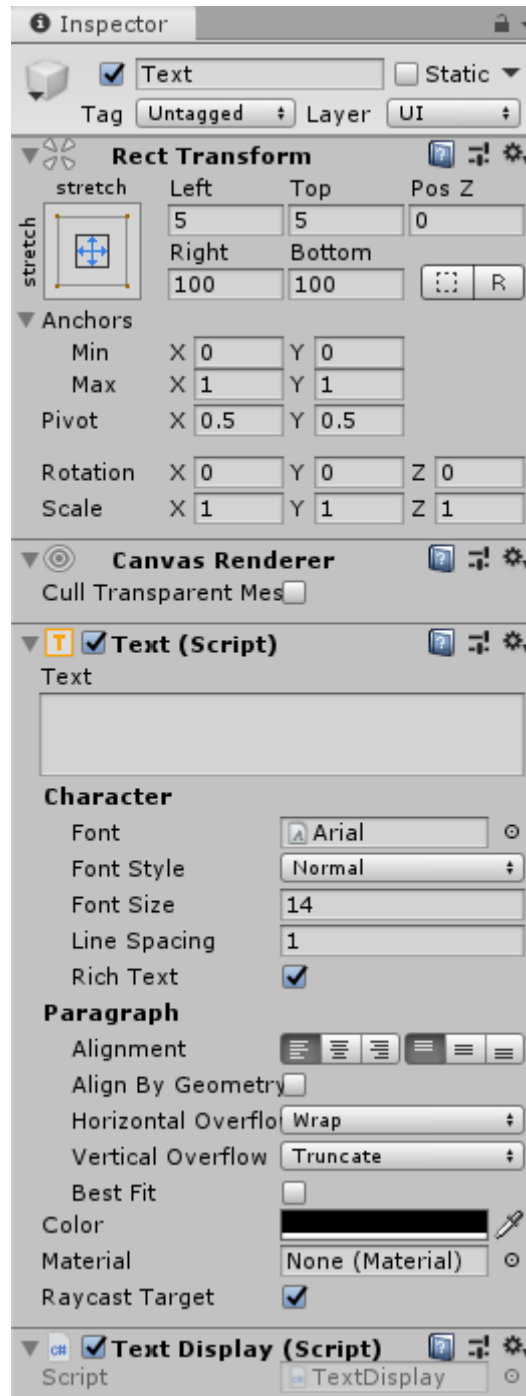 Inspector
Text Static
Tag Untagged Layer UI
Rect Transform
stretch Left Top Pos Z
stretch
5 5 0
Right Bottom
100 100 R
Anchors
Min X 0 Y 0
Max X 1 Y 1
Pivot X 0.5 Y 0.5
Rotation X 0 Y 0 Z 0
Scale X 1 Y 1 Z 1
Canvas Renderer
Cull Transparent Mes
T Text (Script)
Text
Character
Font Arial
Font Style Normal
Font Size 14
Line Spacing 1
Rich Text
Paragraph
Alignment
Align By Geometry
Horizontal Overflo Wrap
Vertical Overflow Truncate
Best Fit
Color
Material None (Material)
Raycast Target
C# Text Display (Script)
Script TextDisplay